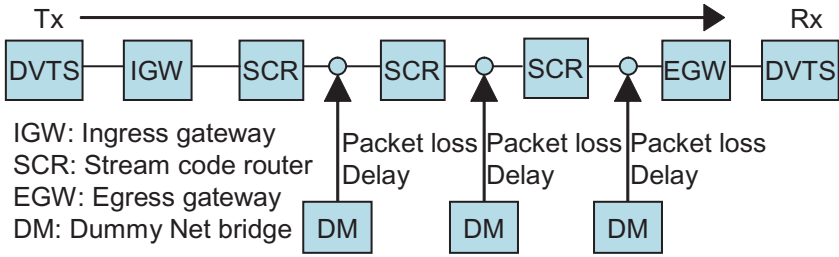 Tx Rx
DVTS IGW SCR SCR SCR EGW DVTS
IGW: Ingress gateway
SCR: Stream code router
EGW: Egress gateway
DM: Dummy Net bridge
Packet loss
Delay
Packet loss
Delay
Packet loss
Delay
DM DM DM